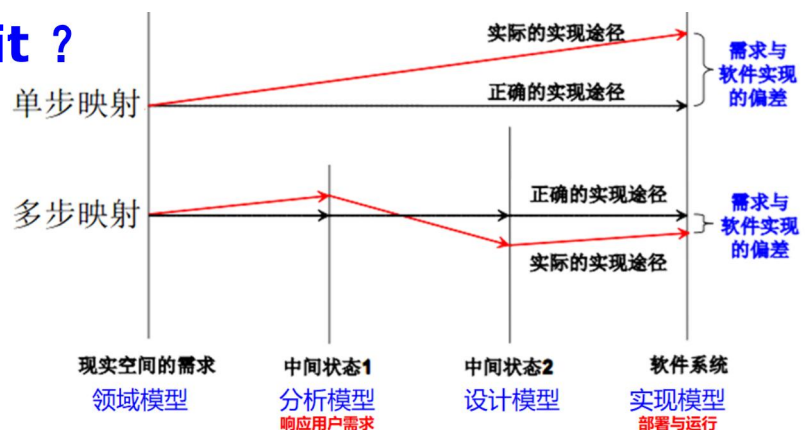 it ?
实际的实现途径
需求与
软件实现
的偏差
单步映射
正确的实现途径
正确的实现途径
需求与
软件实现
的偏差
多步映射
实际的实现途径
现实空间的需求
中间状态1
中间状态2
软件系统
领域模型
分析模型
设计模型
实现模型
响应用户需求
部署与运行